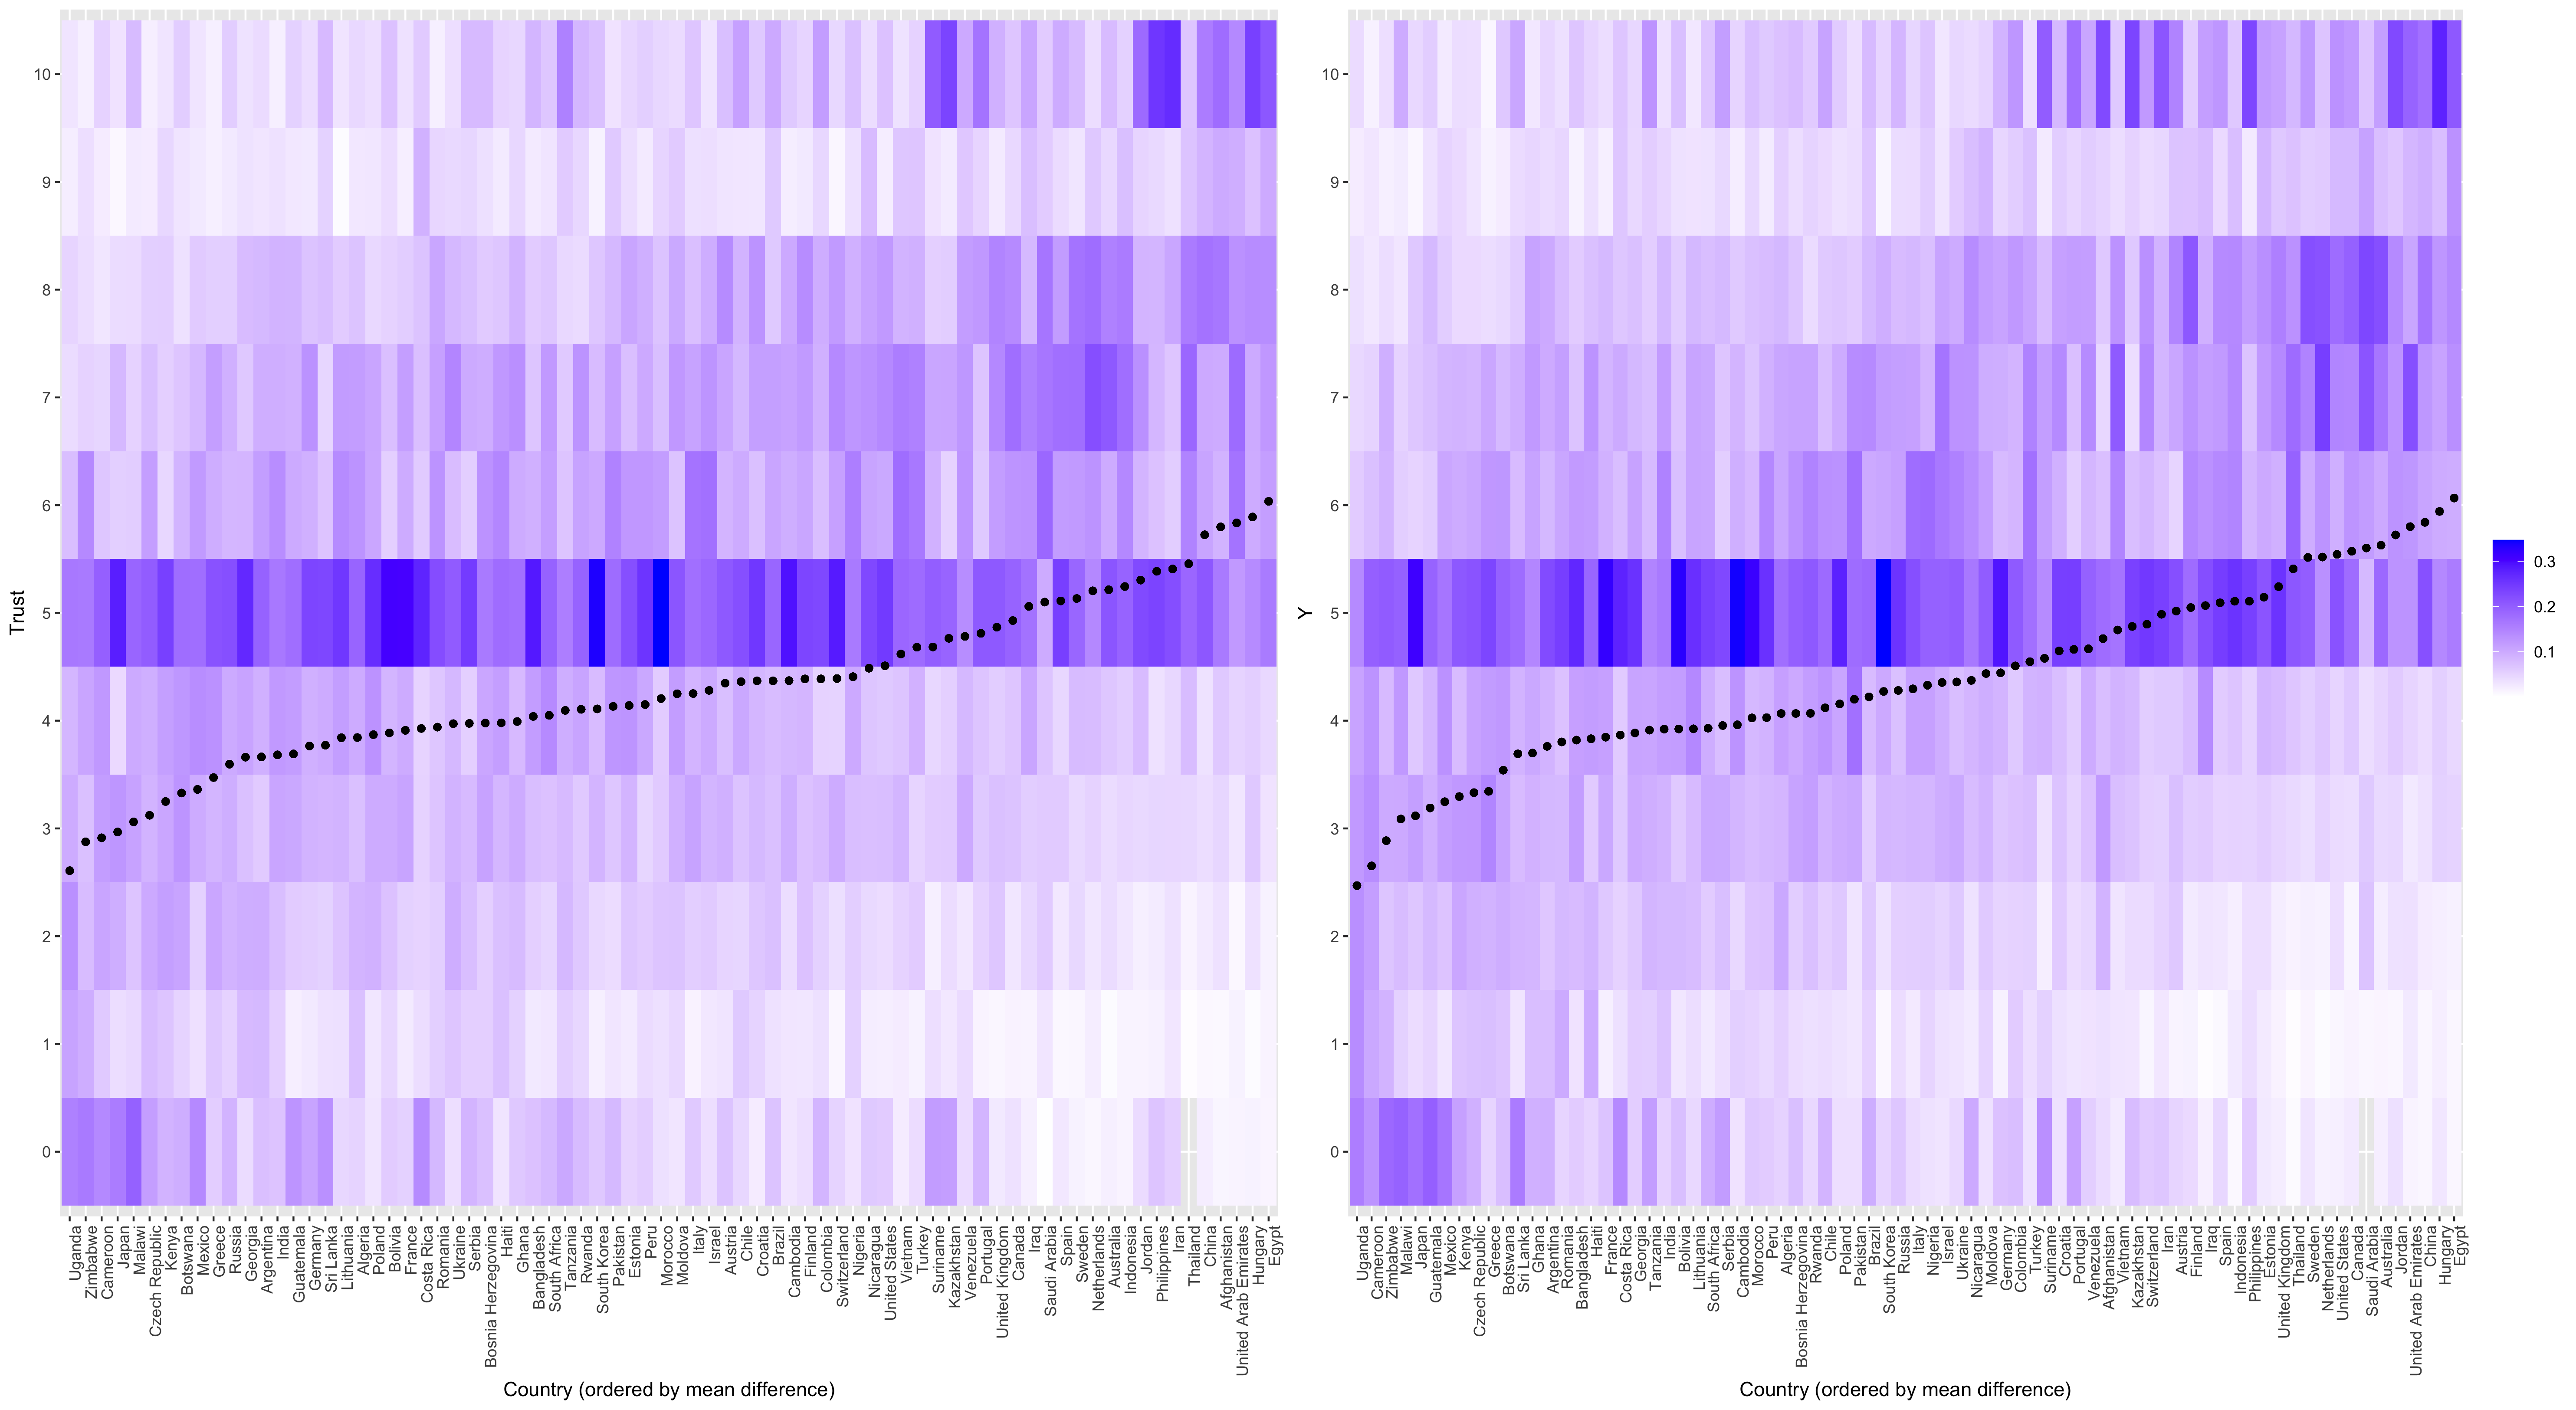 Trust
10
9
8
7
6
5
4
3
2
1
0
Uganda
Zimbabwe
Cameroon
Japan
Malawi
Czech Republic
Kenya
Botswana
Mexico
Greece
Russia
Georgia
Argentina
India
Guatemala
Germany
Sri Lanka
Lithuania
Algeria
Poland
Bolivia
France
Costa Rica
Romania
Ukraine
Serbia
Bosnia Herzegovina
Haiti
Ghana
Bangladesh
South Africa
Tanzania
Rwanda
South Korea
Pakistan
Estonia
Peru
Morocco
Moldova
Italy
Israel
Austria
Chile
Croatia
Brazil
Cambodia
Finland
Colombia
Switzerland
Nigeria
Nicaragua
United States
Vietnam
Turkey
Suriname
Kazakhstan
Venezuela
Portugal
United Kingdom
Canada
Iraq
Saudi Arabia
Spain
Sweden
Netherlands
Australia
Indonesia
Jordan
Philippines
Iran
Thailand
China
Afghanistan
United Arab Emirates
Hungary
Egypt
Country (ordered by mean difference)
Y
10
9
8
7
6
5
4
3
2
1
0
Uganda
Cameroon
Zimbabwe
Malawi
Japan
Guatemala
Mexico
Kenya
Czech Republic
Greece
Botswana
Sri Lanka
Ghana
Argentina
Romania
Bangladesh
Haiti
France
Costa Rica
Georgia
Tanzania
India
Bolivia
Lithuania
South Africa
Serbia
Cambodia
Morocco
Peru
Algeria
Bosnia Herzegovina
Rwanda
Chile
Poland
Pakistan
Brazil
South Korea
Russia
Italy
Nigeria
Israel
Ukraine
Nicaragua
Moldova
Germany
Colombia
Turkey
Suriname
Croatia
Portugal
Venezuela
Afghanistan
Vietnam
Kazakhstan
Switzerland
Iran
Austria
Finland
Iraq
Spain
Indonesia
Philippines
Estonia
United Kingdom
Thailand
Sweden
Netherlands
United States
Canada
Saudi Arabia
Australia
Jordan
United Arab Emirates
China
Hungary
Egypt
Country (ordered by mean difference)
0.3
0.2
0.1